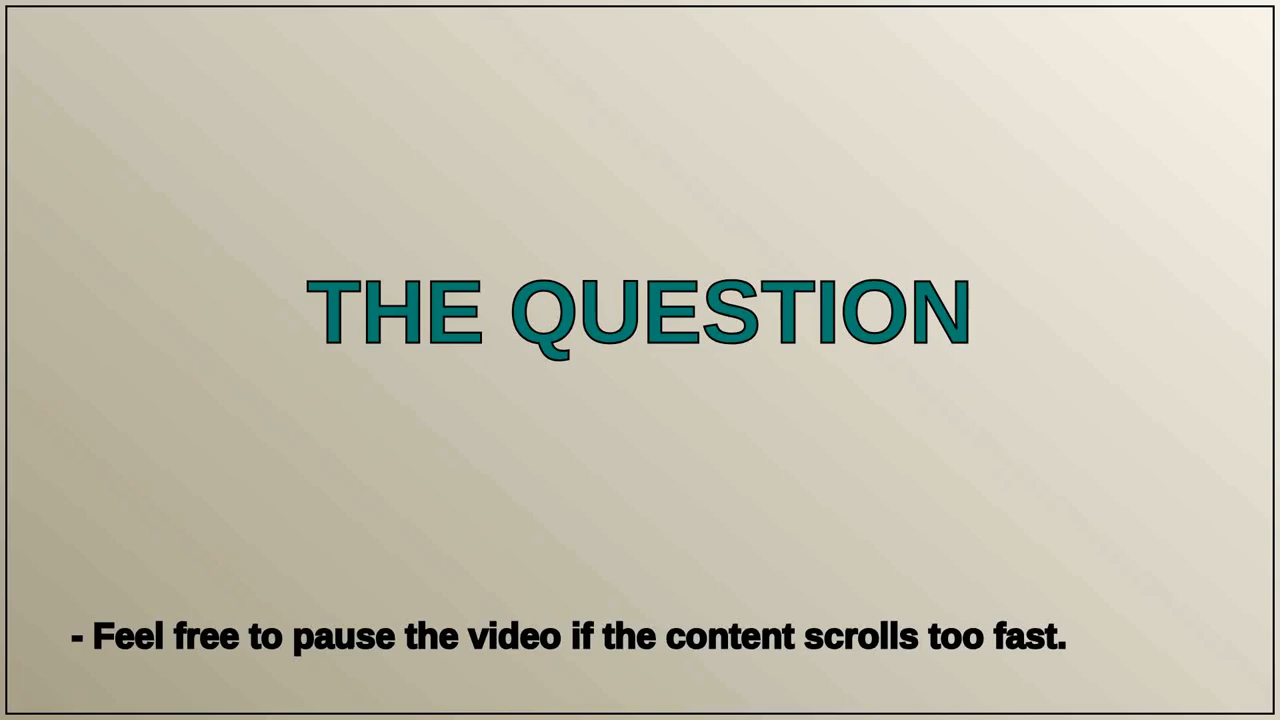 THE QUESTION
- Feel free to pause the video if the content scrolls too fast.